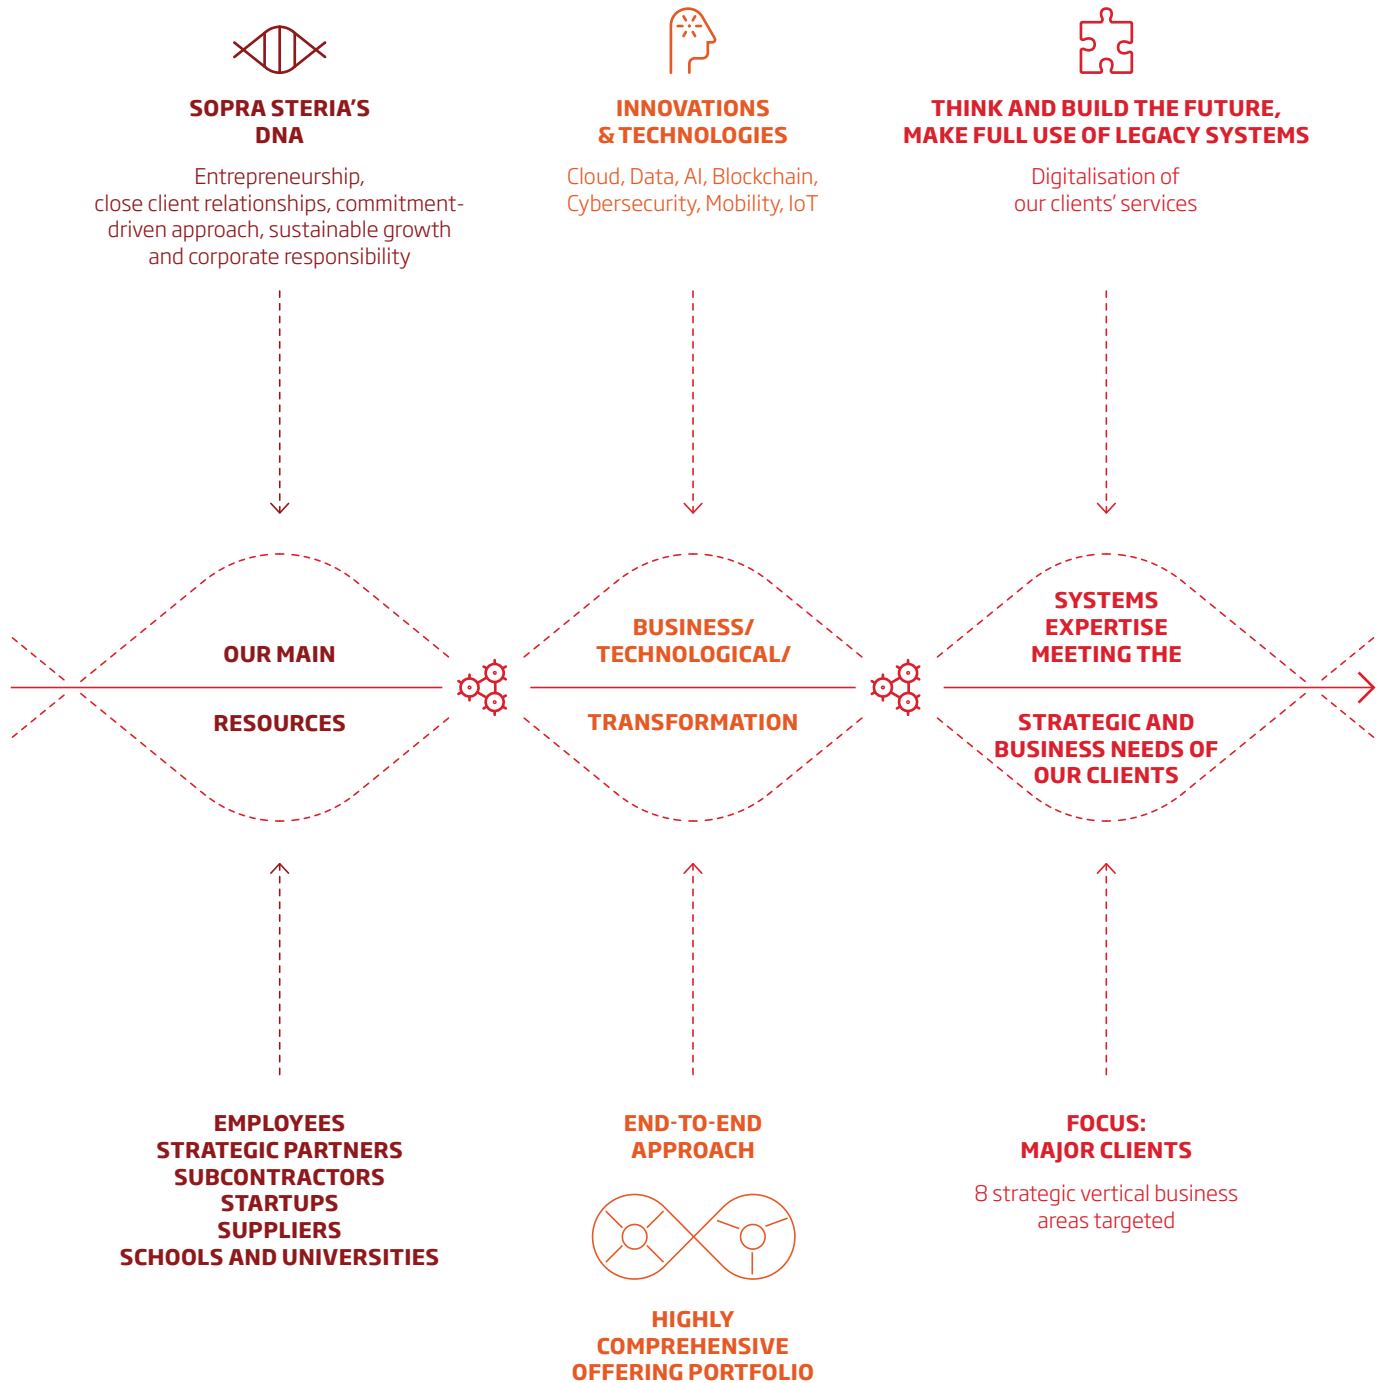 SOPRA STERIA'S
DNA
Entrepreneurship,
close client relationships, commitment-
driven approach, sustainable growth
and corporate responsibility
INNOVATIONS
& TECHNOLOGIES
Cloud, Data, AI, Blockchain,
Cybersecurity, Mobility, IoT
THINK AND BUILD THE FUTURE,
MAKE FULL USE OF LEGACY SYSTEMS
Digitalisation of
our clients' services
OUR MAIN
RESOURCES
BUSINESS/
TECHNOLOGICAL/
TRANSFORMATION
SYSTEMS
EXPERTISE
MEETING THE
STRATEGIC AND
BUSINESS NEEDS OF
OUR CLIENTS
EMPLOYEES
STRATEGIC PARTNERS
SUBCONTRACTORS
STARTUPS
SUPPLIERS
SCHOOLS AND UNIVERSITIES
END-TO-END
APPROACH
HIGHLY
COMPREHENSIVE
OFFERING PORTFOLIO
FOCUS:
MAJOR CLIENTS
8 strategic vertical business
areas targeted